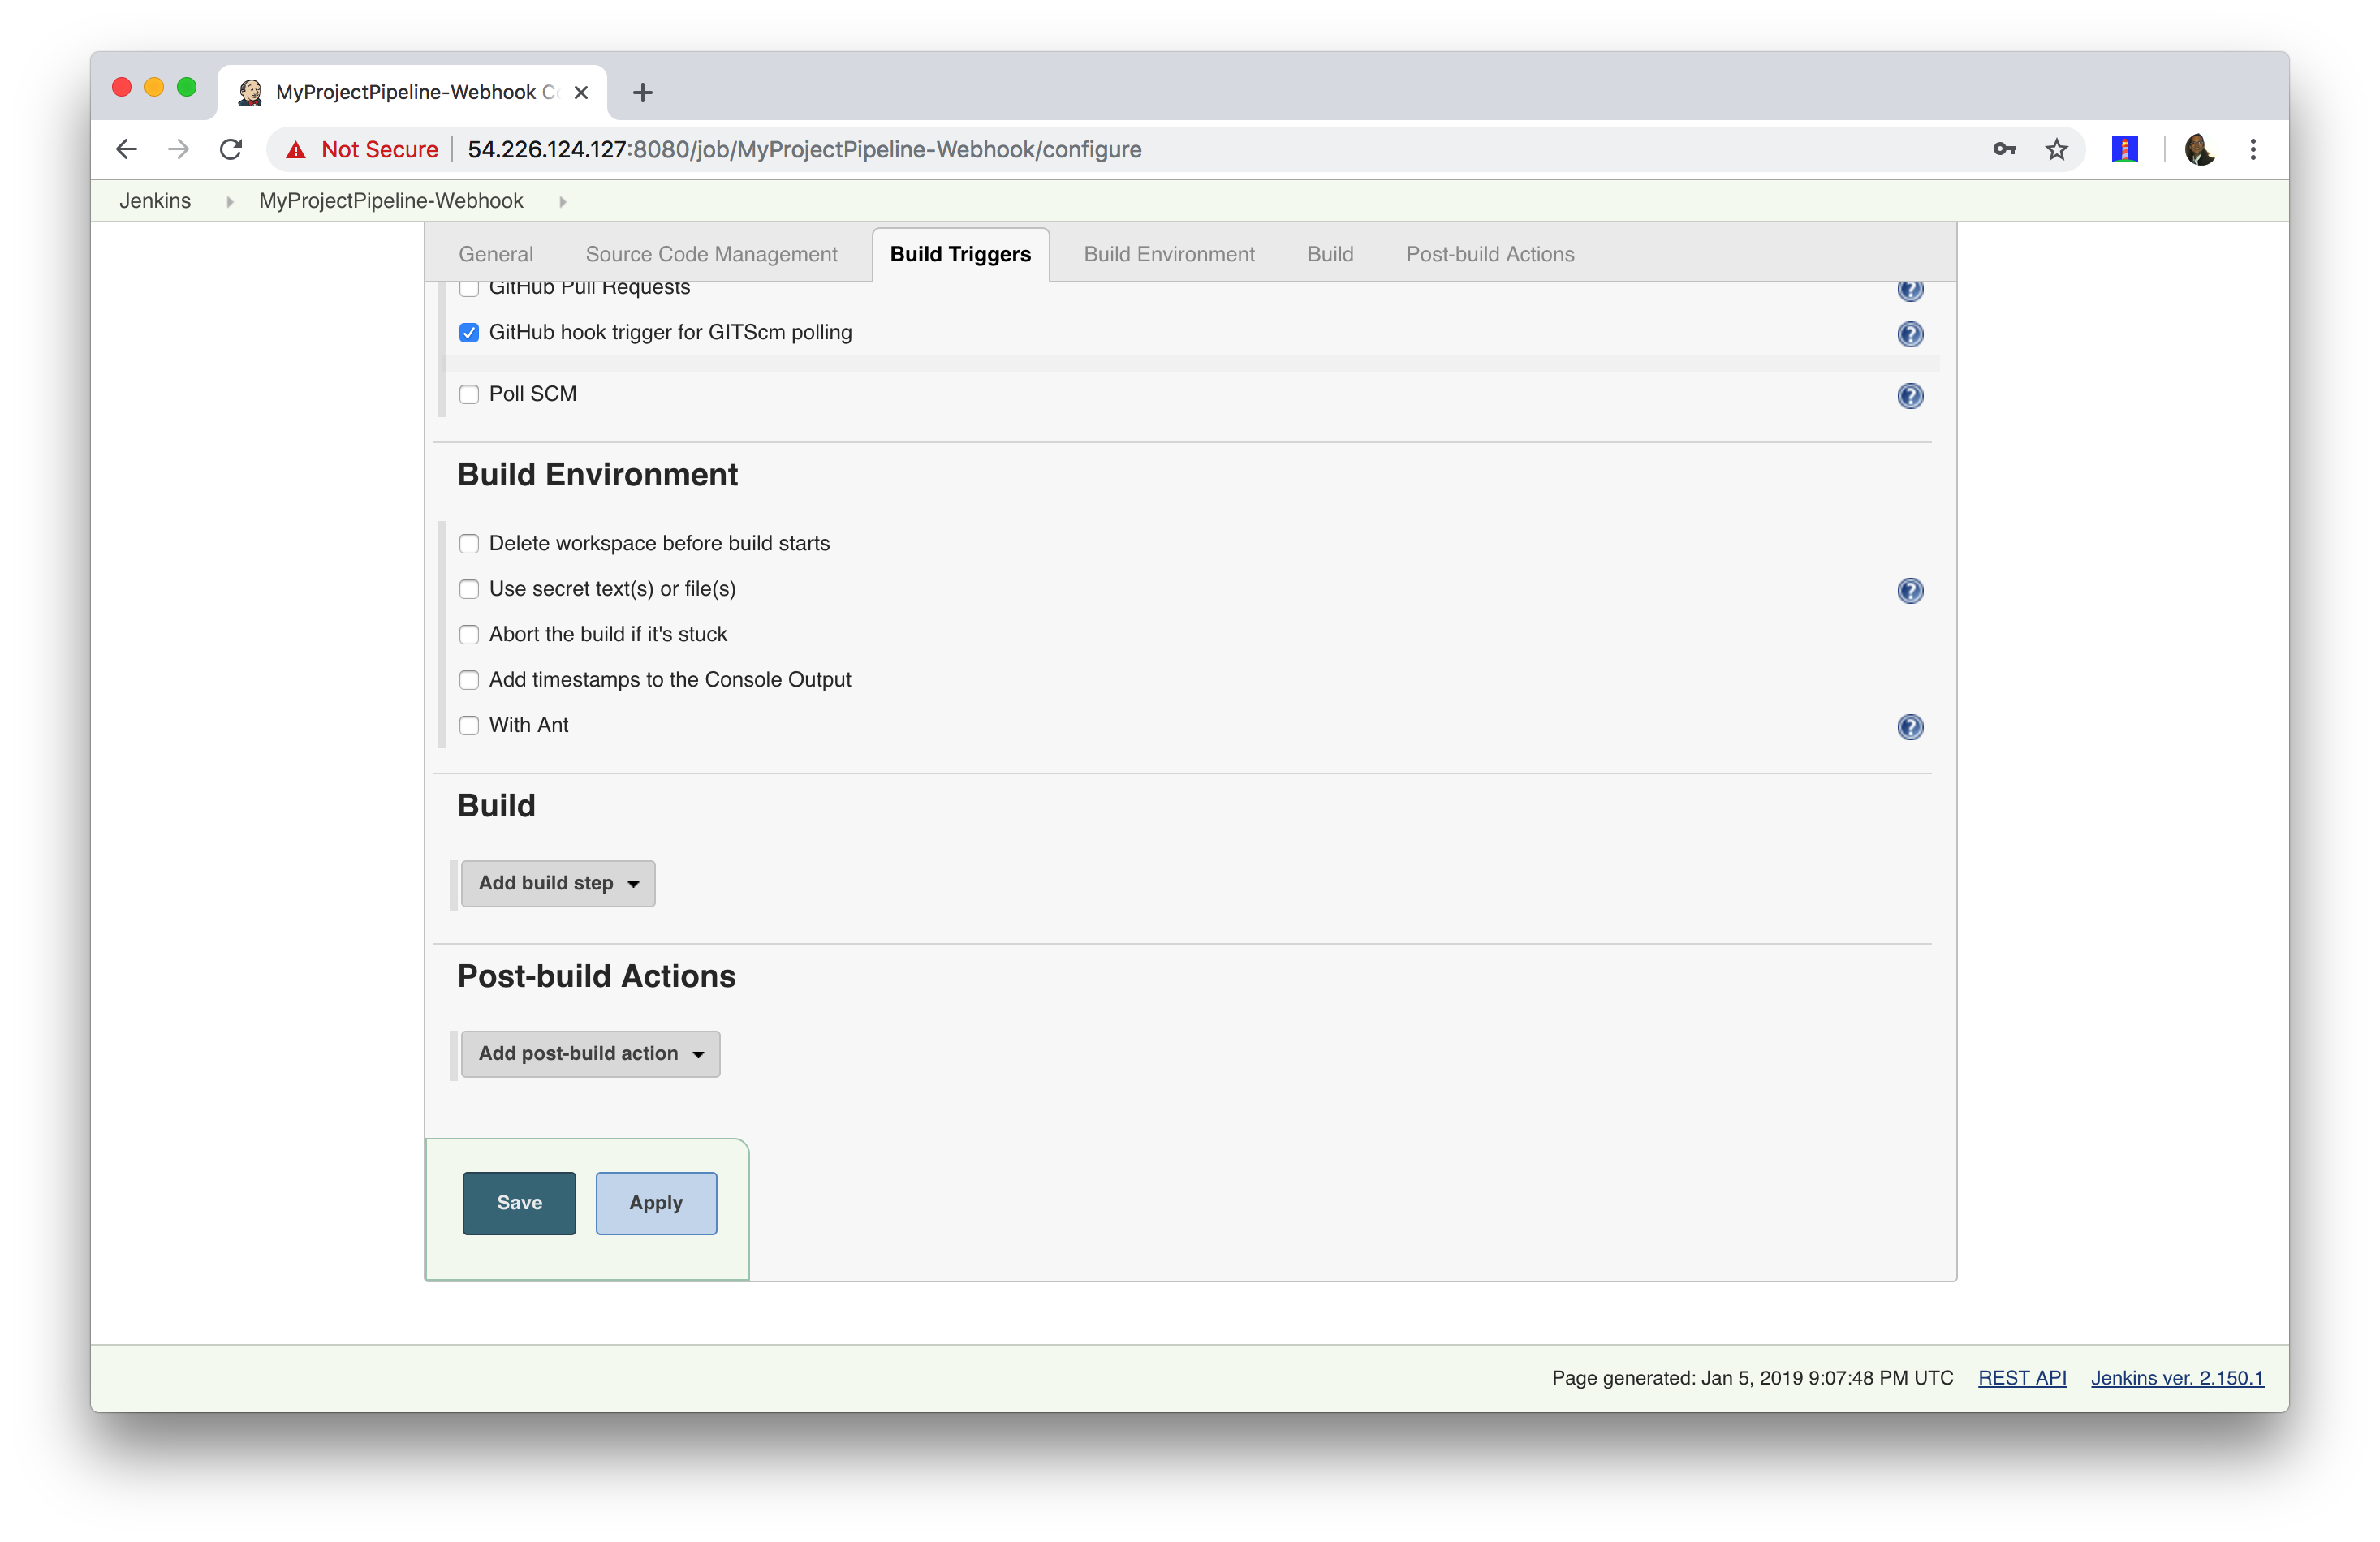 MyProjectPipeline-Webhook
Not Secure 54.226.124.127:8080/job/MyProjectPipeline-Webhook/configure
Jenkins MyProjectPipeline-Webhook
General Source Code Management Build Triggers Build Environment Build Post-build Actions
GitHub Pull Requests
GitHub hook trigger for GITScm polling
Poll SCM
Build Environment
Delete workspace before build starts
Use secret text(s) or file(s)
Abort the build if it's stuck
Add timestamps to the Console Output
With Ant
Build
Add build step
Post-build Actions
Add post-build action
Save Apply
Page generated: Jan 5, 2019 9:07:48 PM UTC REST API Jenkins ver. 2.150.1